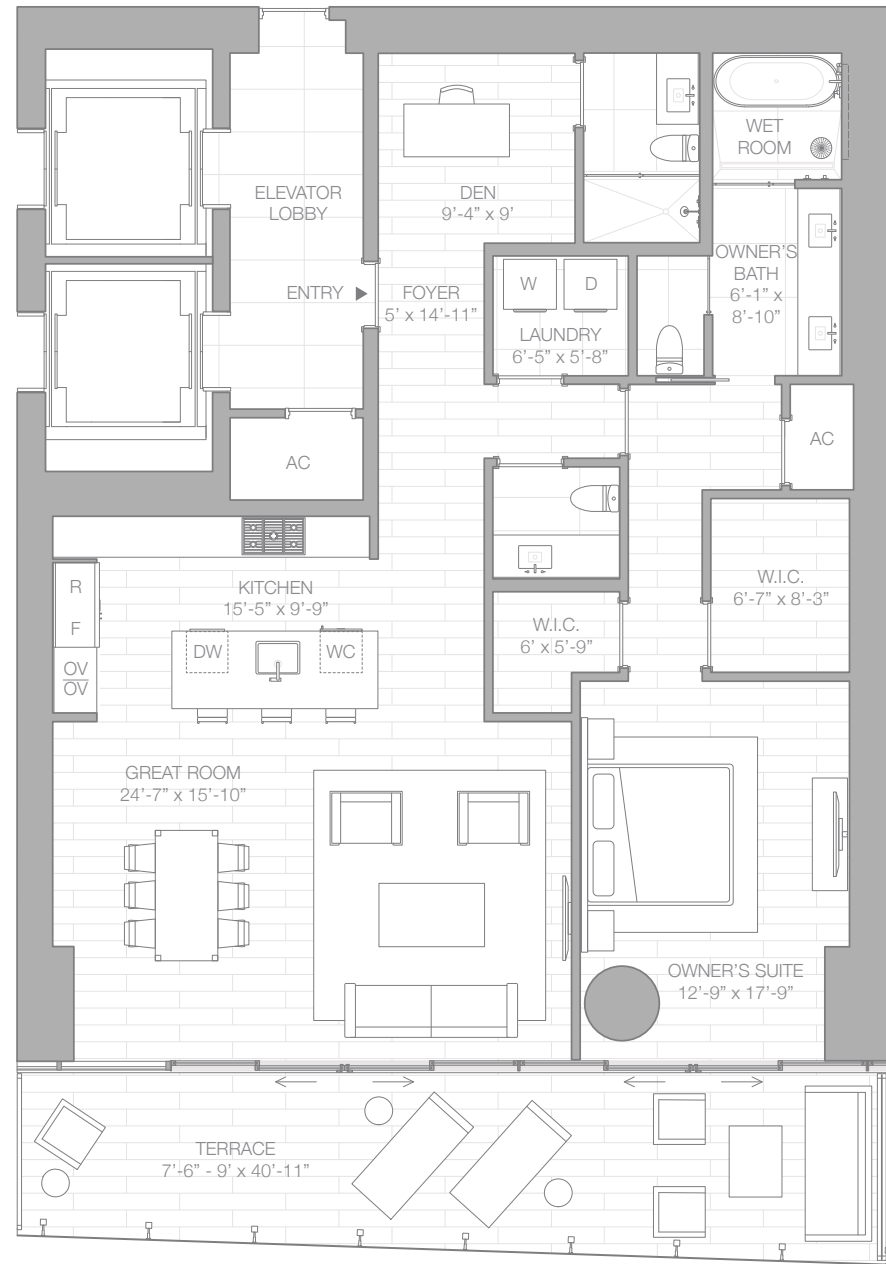 WET
ROOM
ELEVATOR
LOBBY
DEN
9'-4" x 9'
OWNER'S
BATH
6'-1" x
8'-10"
ENTRY
FOYER
5' x 14'-11"
W
D
LAUNDRY
6'-5" x 5'-8"
AC
AC
KITCHEN
15'-5" x 9'-9"
R
F
OV
OV
DW
WC
W.I.C.
6'-7" x 8'-3"
W.I.C.
6' x 5'-9"
GREAT ROOM
24'-7" x 15'-10"
OWNER'S SUITE
12'-9" x 17'-9"
TERRACE
7'-6" - 9' x 40'-11"